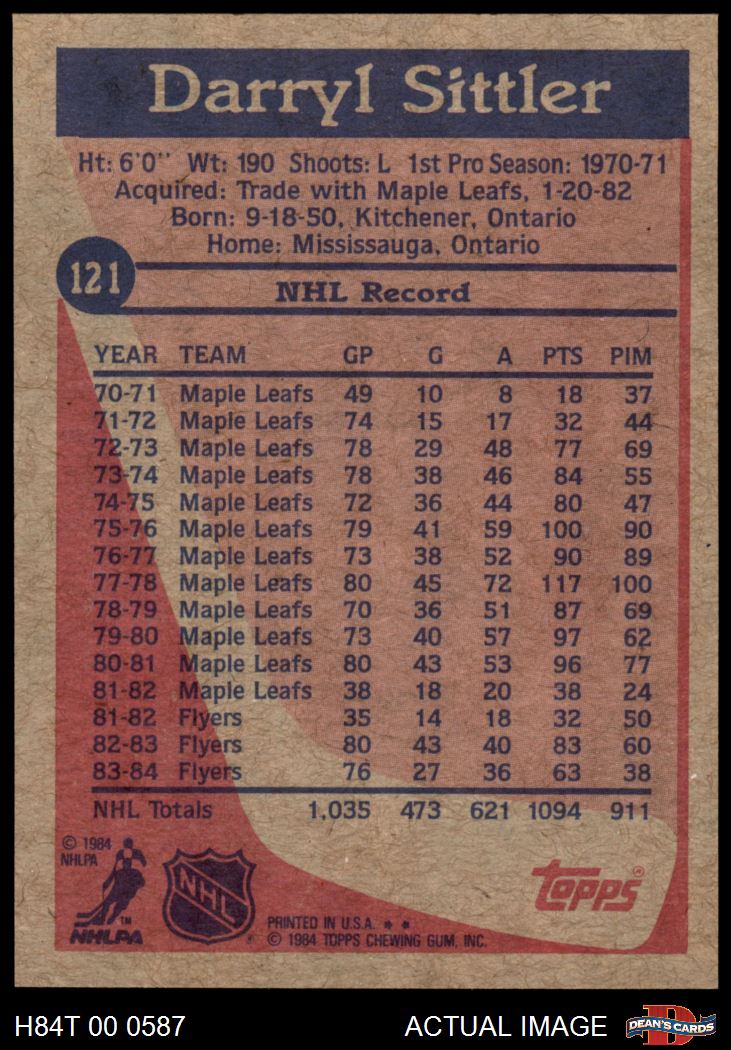 Darryl Sittler
Ht: 6'0" Wt: 190 Shoots: L 1st Pro Season: 1970-71
Acquired: Trade with Maple Leafs, 1-20-82
Born: 9-18-50, Kitchener, Ontario
Home: Mississauga, Ontario
121
NHL Record
YEAR TEAM GP G A PTS PIM
70-71 Maple Leafs 49 10 8 18 37
71-72 Maple Leafs 74 15 17 32 44
72-73 Maple Leafs 78 29 48 77 69
73-74 Maple Leafs 78 38 46 84 55
74-75 Maple Leafs 72 36 44 80 47
75-76 Maple Leafs 79 41 59 100 90
76-77 Maple Leafs 73 38 52 90 89
77-78 Maple Leafs 80 45 72 117 100
78-79 Maple Leafs 70 36 51 87 69
79-80 Maple Leafs 73 40 57 97 62
80-81 Maple Leafs 80 43 53 96 77
81-82 Maple Leafs 38 18 20 38 24
81-82 Flyers 35 14 18 32 50
82-83 Flyers 80 43 40 83 60
83-84 Flyers 76 27 36 63 38
NHL Totals 1,035 473 621 1094 911
© 1984
NHLPA
NHLPA ™
NHL ®
topps ®
PRINTED IN U.S.A. * *
© 1984 TOPPS CHEWING GUM, INC.
H84T 00 0587
ACTUAL IMAGE
D
DEAN'S CARDS